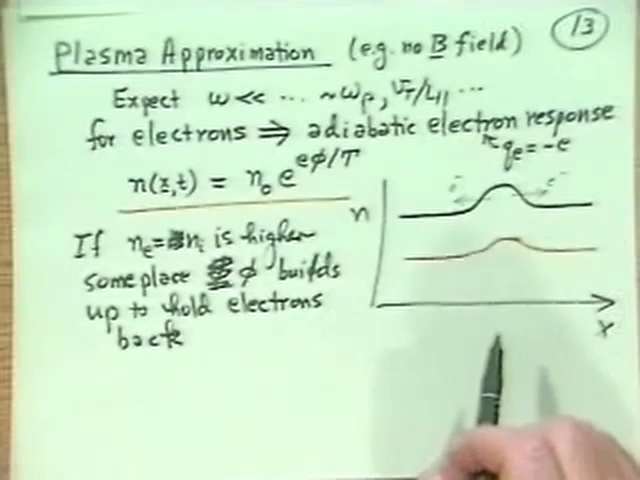 13
Plasma Approximation (e.g. no B field)
Expect ω << ... ~ωp, vT/L|| ...
for electrons ⇒ adiabatic electron response
qe = -e
n(x,t) = n0 e^eφ/T
If ne = ni is higher
some place φ builds
up to hold electrons
back
n
e- e-
x